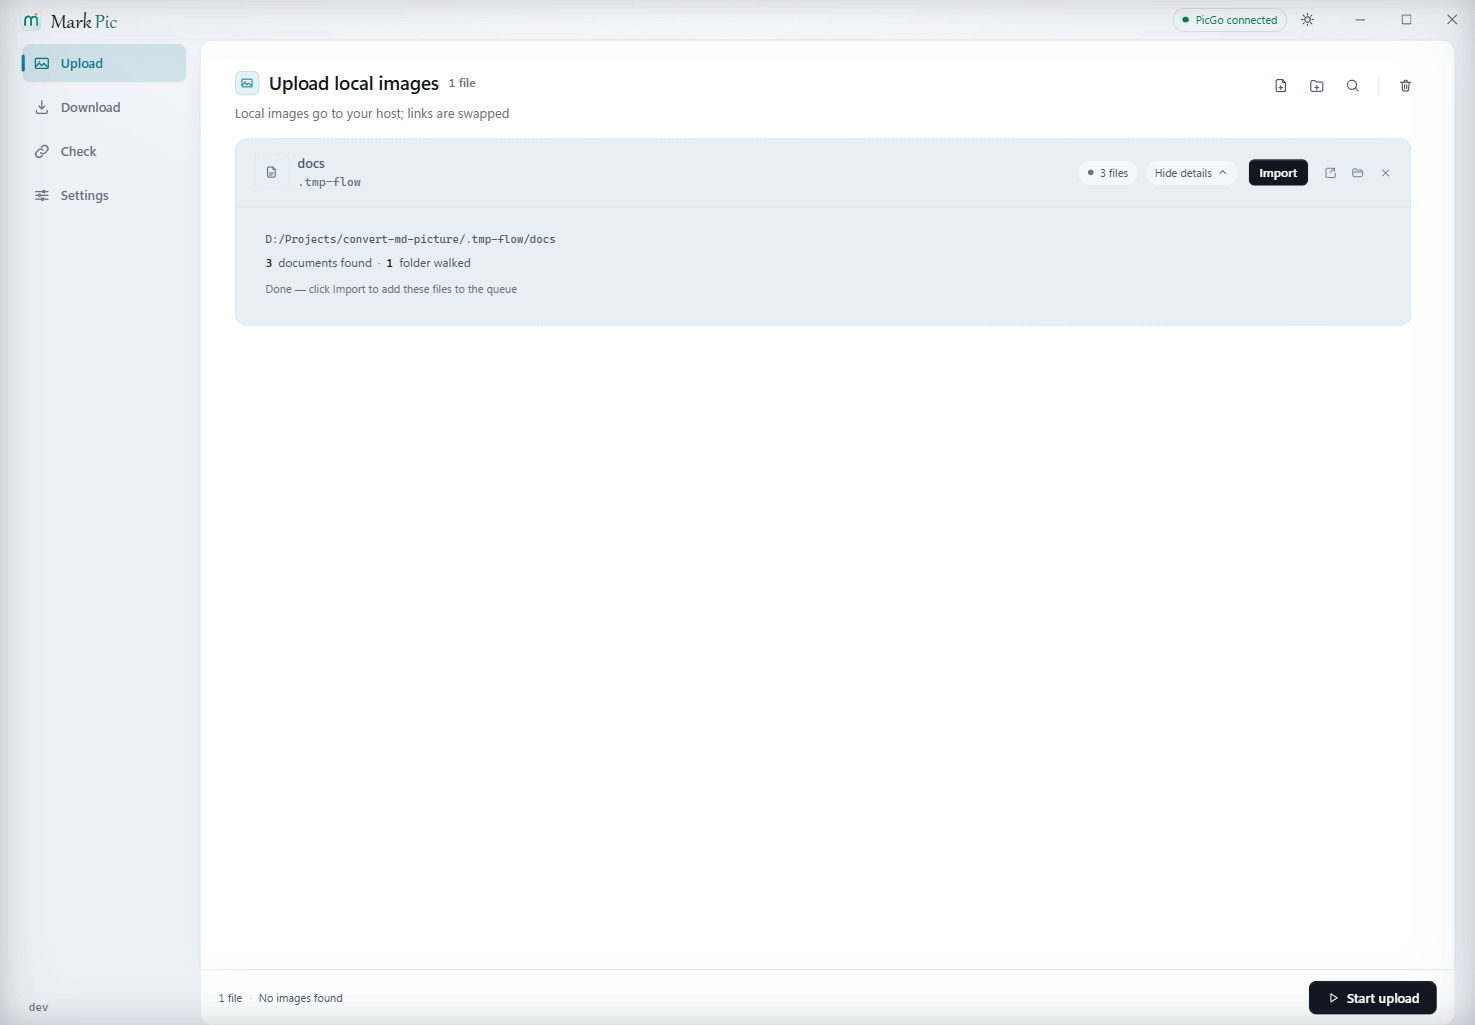 Mark Pic
PicGo connected
Upload
Download
Check
Settings
dev
Upload local images 1 file
Local images go to your host; links are swapped
docs
.tmp-flow
3 files
Hide details
Import
D:/Projects/convert-md-picture/.tmp-flow/docs
3 documents found · 1 folder walked
Done — click Import to add these files to the queue
1 file · No images found
Start upload